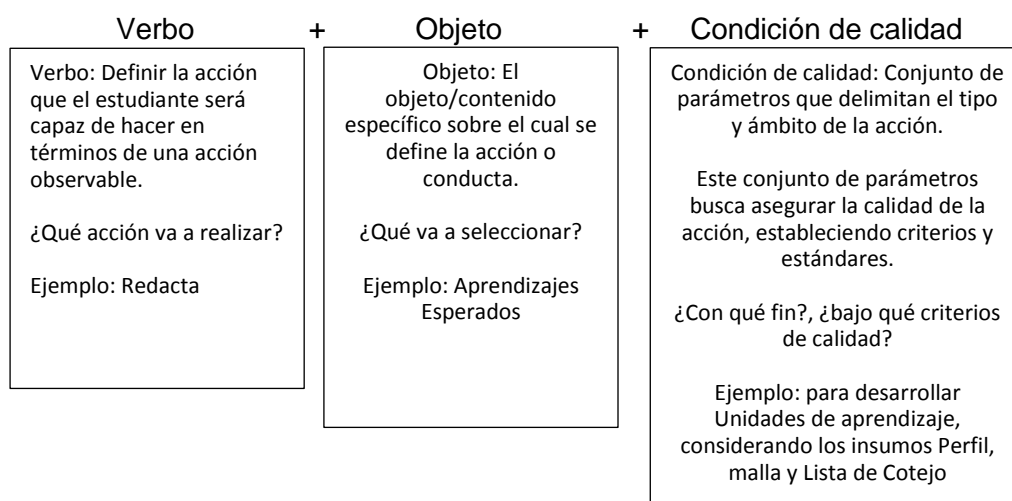 Verbo + Objeto + Condición de calidad
Verbo: Definir la acción
que el estudiante será
capaz de hacer en
términos de una acción
observable.
¿Qué acción va a realizar?
Ejemplo: Redacta
Objeto: El
objeto/contenido
específico sobre el cual se
define la acción o
conducta.
¿Qué va a seleccionar?
Ejemplo: Aprendizajes
Esperados
Condición de calidad: Conjunto de
parámetros que delimitan el tipo
y ámbito de la acción.
Este conjunto de parámetros
busca asegurar la calidad de la
acción, estableciendo criterios y
estándares.
¿Con qué fin?, ¿bajo qué criterios
de calidad?
Ejemplo: para desarrollar
Unidades de aprendizaje,
considerando los insumos Perfil,
malla y Lista de Cotejo